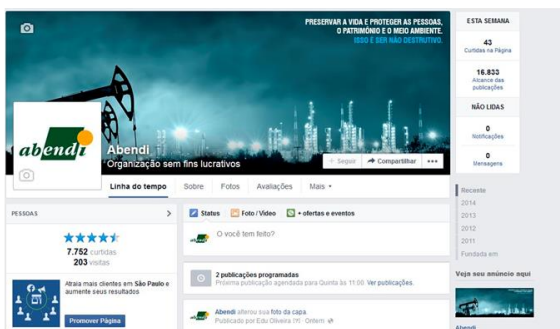 PRESERVAR A VIDA E PROTEGER AS PESSOAS,
O PATRIMÔNIO E O MEIO AMBIENTE.
ISSO É SER NÃO DESTRUTIVO.
abendi
Abendi
Organização sem fins lucrativos
+ Seguir
Compartilhar
Linha do tempo
Sobre
Fotos
Avaliações
Mais
PESSOAS
7.752 curtidas
203 visitas
Atraia mais clientes em São Paulo e
aumente seus resultados
Promover Página
Status
Foto / Vídeo
+ ofertas e eventos
abendi
O você tem feito?
2 publicações programadas
Próxima publicação agendada para Quinta às 11:00. Ver publicações.
abendi
Abendi alterou sua foto da capa.
Publicado por Edu Oliveira
Ontem
ESTA SEMANA
43
Curtidas na Página
16.833
Alcance das
publicações
NÃO LIDAS
0
Notificações
0
Mensagens
Recente
2014
2013
2012
2011
Fundada em
Veja seu anúncio aqui
Abendi